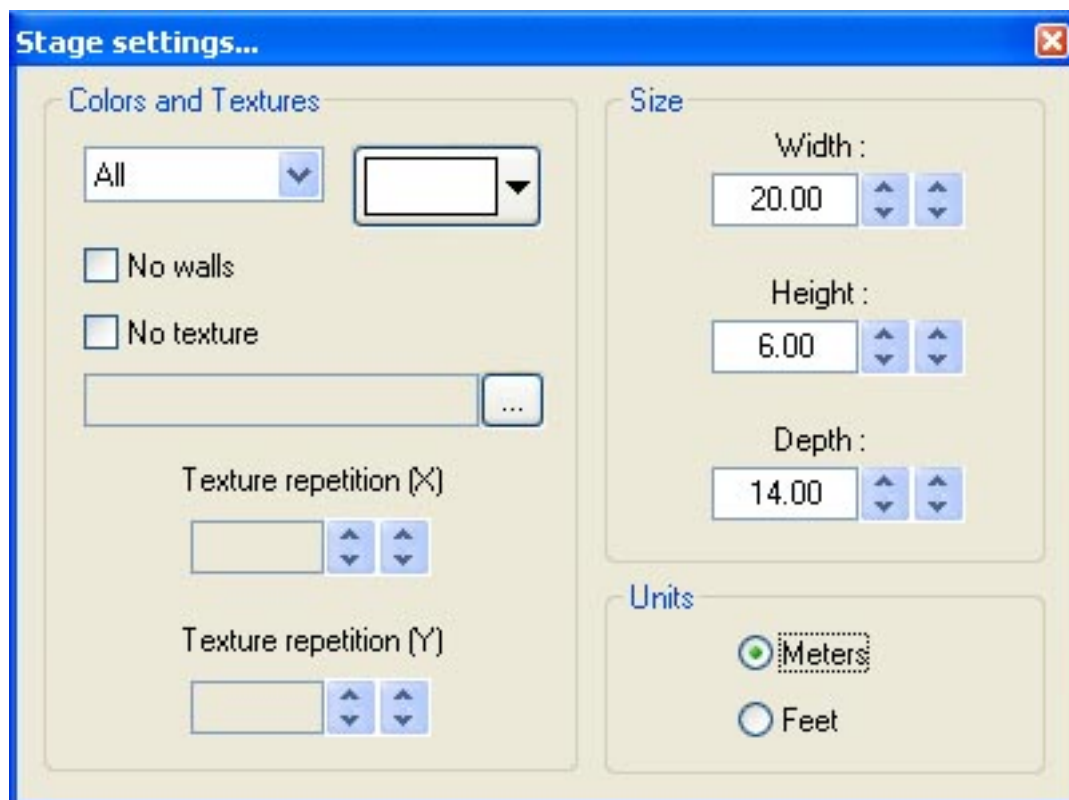 Stage settings...
Colors and Textures
All
No walls
No texture
...
Texture repetition (X)
Texture repetition (Y)
Size
Width :
20.00
Height :
6.00
Depth :
14.00
Units
Meters
Feet